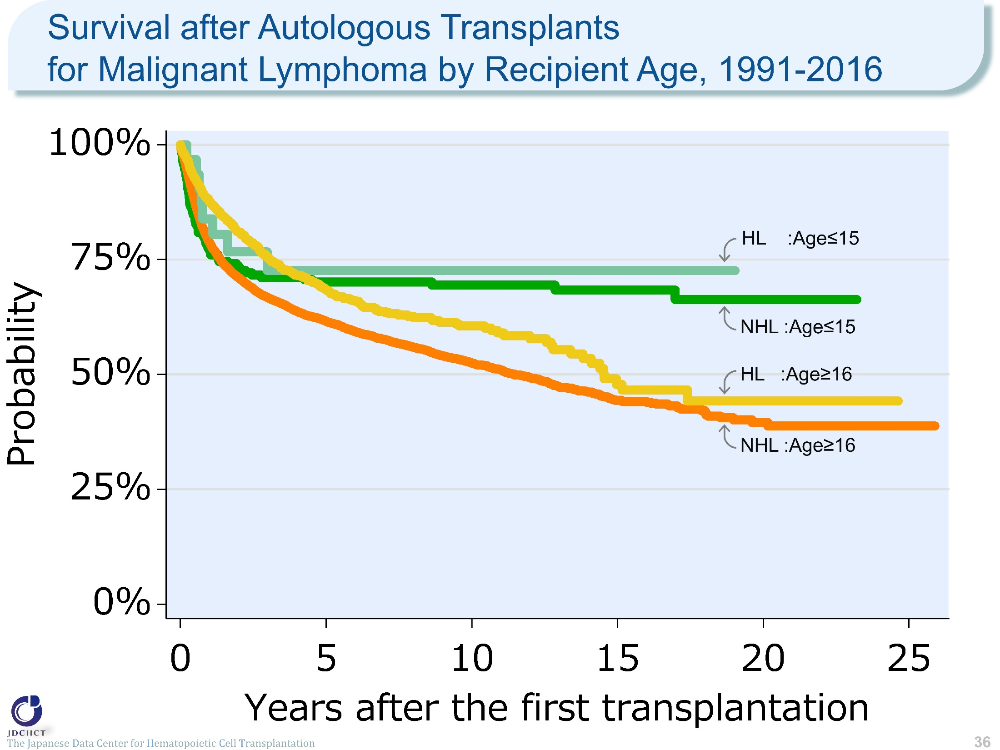 Survival after Autologous Transplants
for Malignant Lymphoma by Recipient Age, 1991-2016
Probability
100%
75%
50%
25%
0%
HL :Age≤15
NHL :Age≤15
HL :Age≥16
NHL :Age≥16
0 5 10 15 20 25
Years after the first transplantation
JDCHCT
The Japanese Data Center for Hematopoietic Cell Transplantation
36